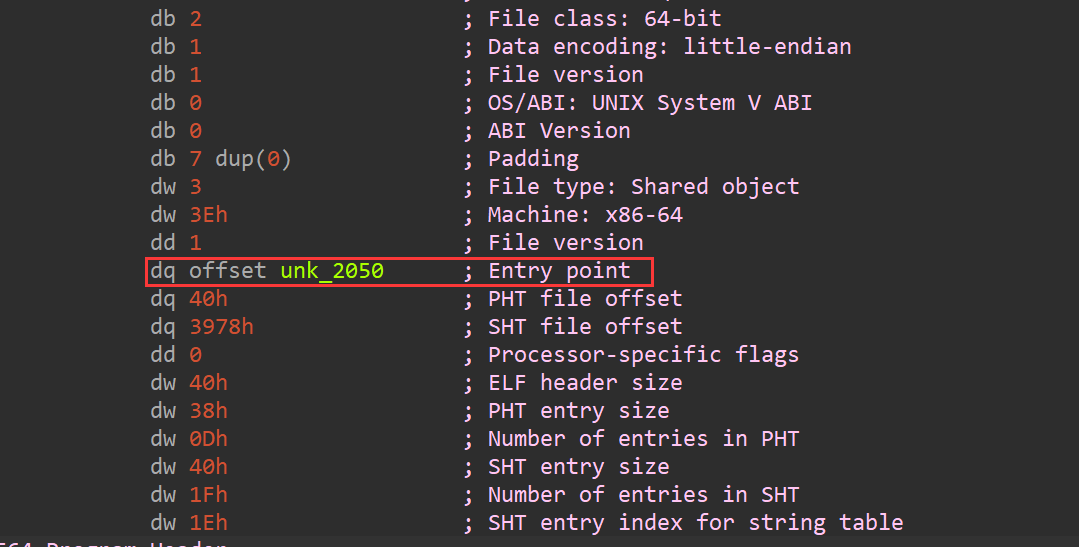 db 2 ; File class: 64-bit
db 1 ; Data encoding: little-endian
db 1 ; File version
db 0 ; OS/ABI: UNIX System V ABI
db 0 ; ABI Version
db 7 dup(0) ; Padding
dw 3 ; File type: Shared object
dw 3Eh ; Machine: x86-64
dd 1 ; File version
dq offset unk_2050 ; Entry point
dq 40h ; PHT file offset
dq 3978h ; SHT file offset
dd 0 ; Processor-specific flags
dw 40h ; ELF header size
dw 38h ; PHT entry size
dw 0Dh ; Number of entries in PHT
dw 40h ; SHT entry size
dw 1Fh ; Number of entries in SHT
dw 1Eh ; SHT entry index for string table
Program Header